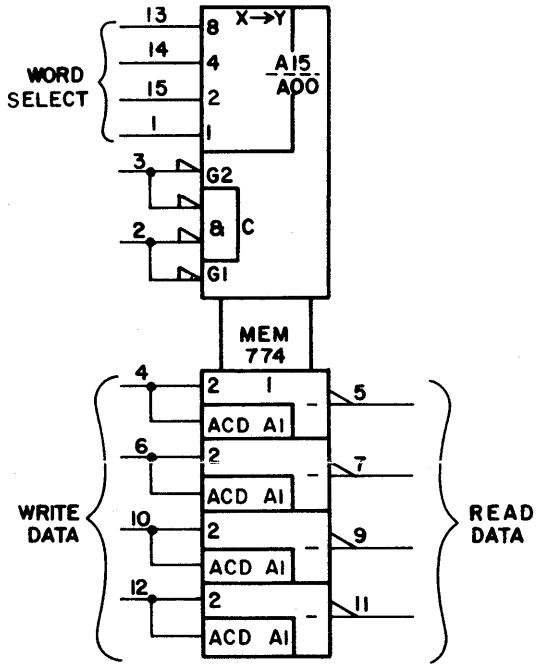 13 8 X→Y
14 4 A15
WORD SELECT 15 2 A00
1 1
3 G2
& C
2
G1
MEM
774
4 2 1 5
ACD A1 –
6 2 7
ACD A1 –
WRITE DATA 10 2 9 READ DATA
ACD A1 –
12 2 11
ACD A1 –